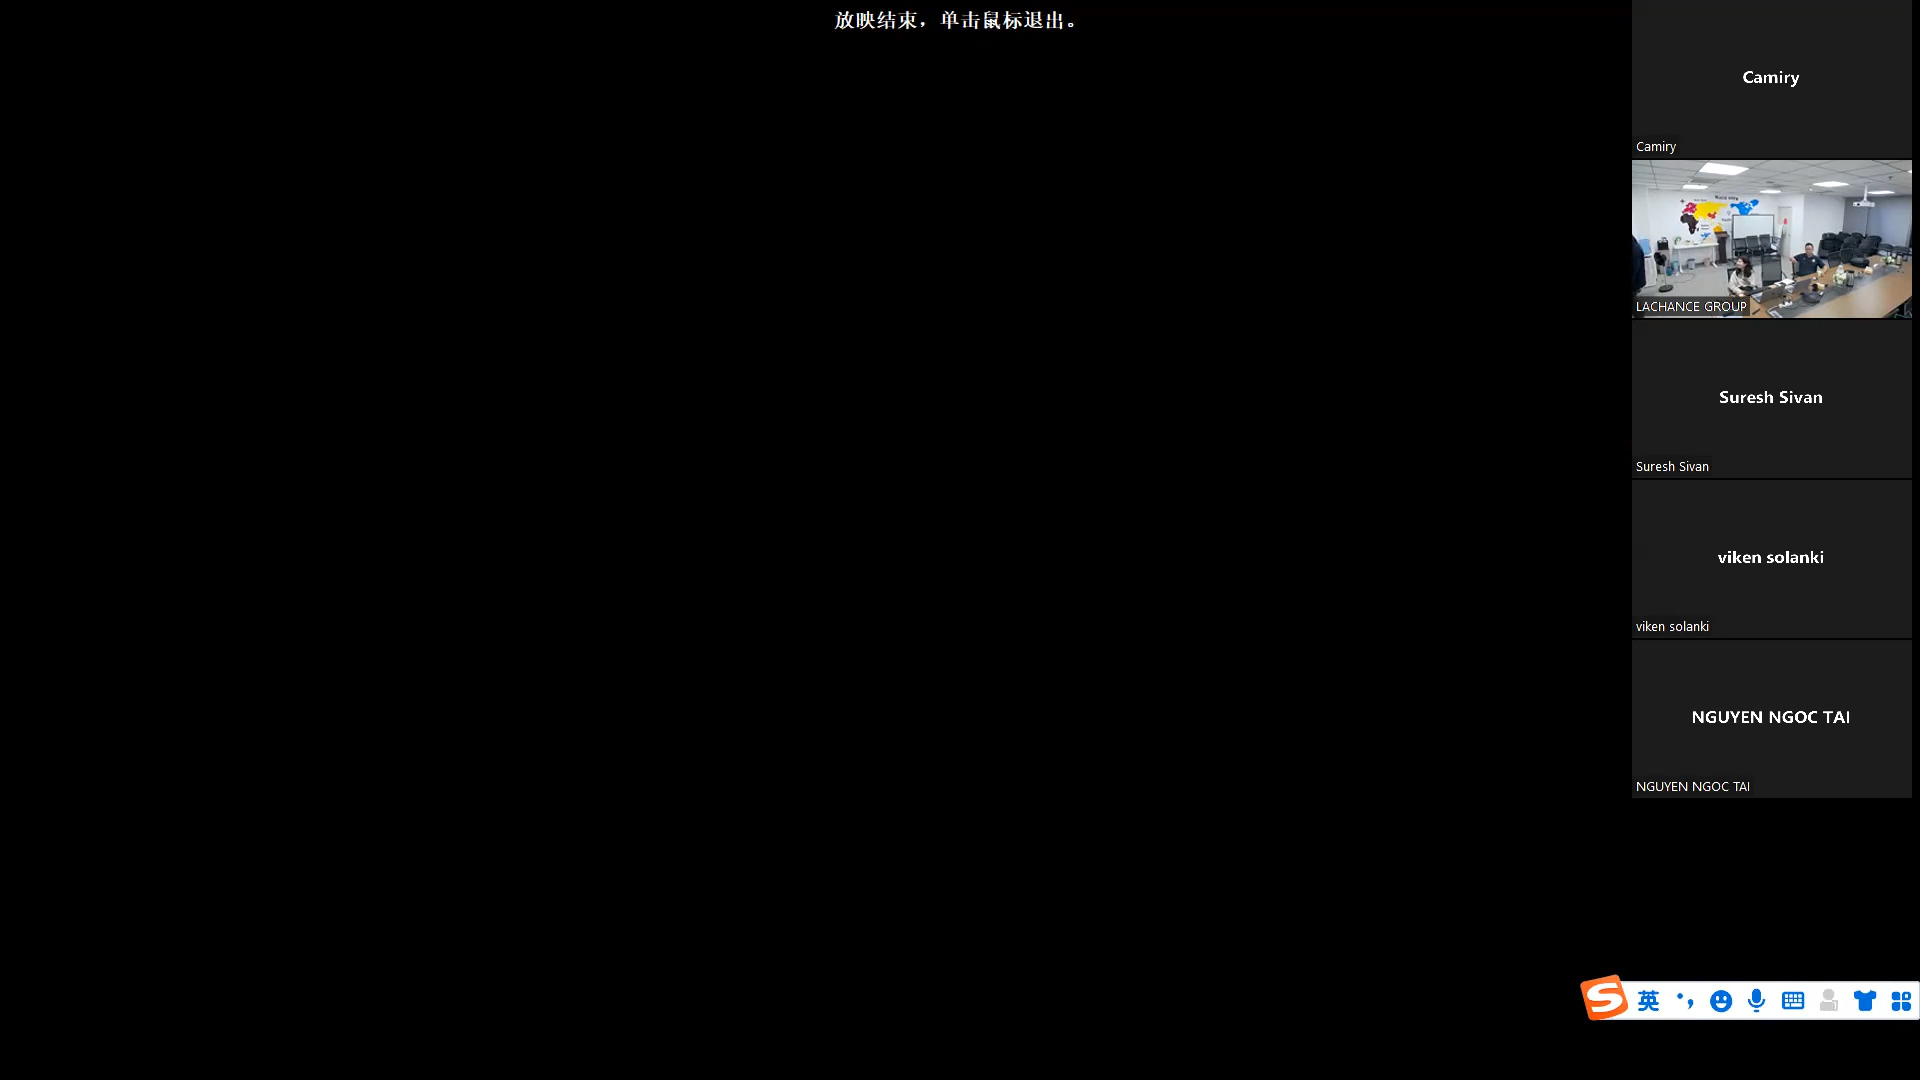 放映结束，单击鼠标退出。
Camiry
Camiry
LACHANCE GROUP
Suresh Sivan
Suresh Sivan
viken solanki
viken solanki
NGUYEN NGOC TAI
NGUYEN NGOC TAI
S 英